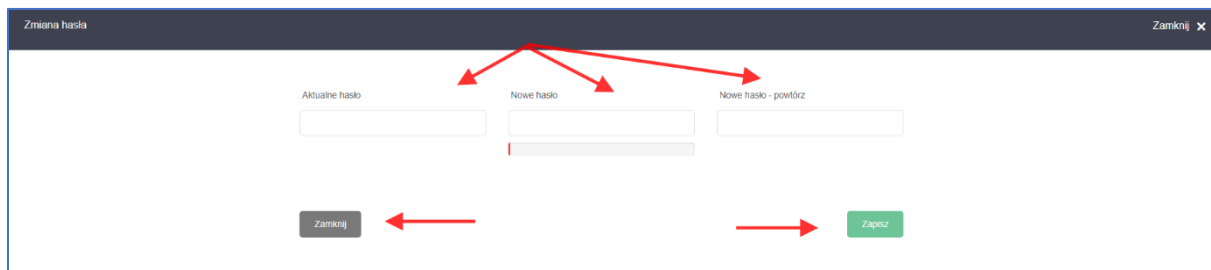 Zmiana hasła
Zamknij ×
Aktualne hasło
Nowe hasło
Nowe hasło - powtórz
Zamknij
Zapisz